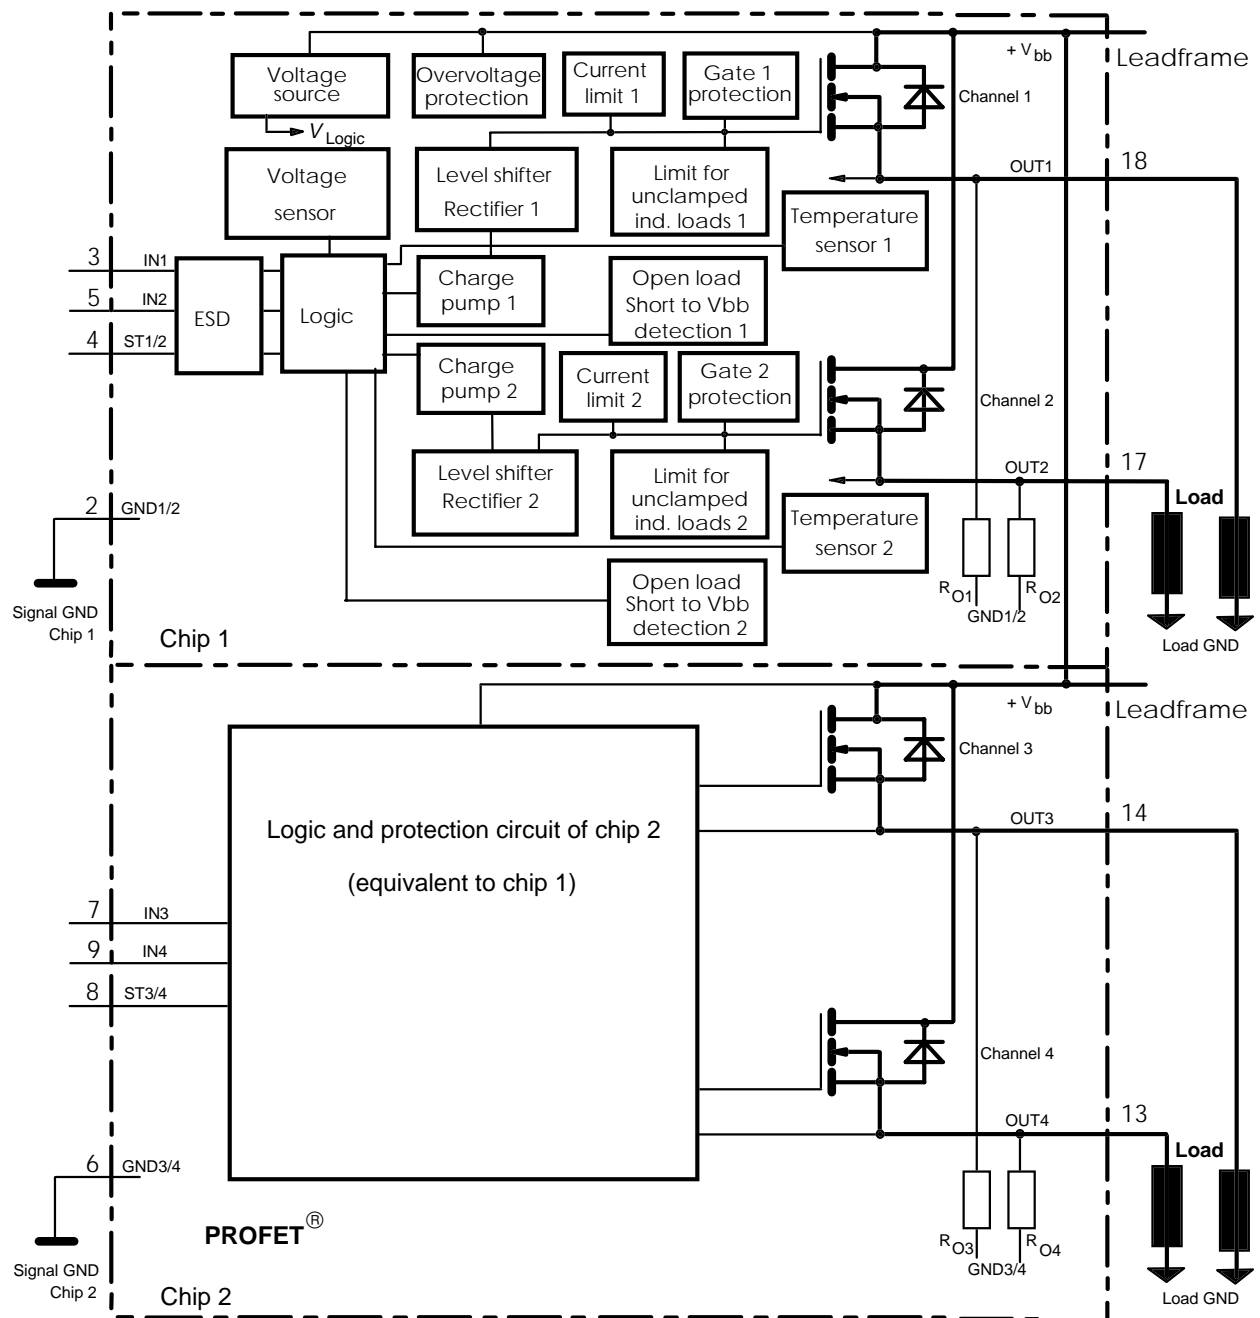 + V bb
Leadframe
Voltage
source
Overvoltage
protection
Current
limit 1
Gate 1
protection
Channel 1
V Logic
Voltage
sensor
Level shifter
Rectifier 1
Limit for
unclamped
ind. loads 1
OUT1
18
Temperature
sensor 1
3
IN1
5
IN2
4
ST1/2
ESD
Logic
Charge
pump 1
Open load
Short to Vbb
detection 1
Charge
pump 2
Current
limit 2
Gate 2
protection
Channel 2
Level shifter
Rectifier 2
Limit for
unclamped
ind. loads 2
OUT2
17
Load
2
GND1/2
Temperature
sensor 2
Open load
Short to Vbb
detection 2
R O1
R O2
GND1/2
Signal GND
Chip 1
Chip 1
Load GND
+ V bb
Leadframe
Channel 3
Logic and protection circuit of chip 2
(equivalent to chip 1)
OUT3
14
7
IN3
9
IN4
8
ST3/4
Channel 4
OUT4
13
Load
6
GND3/4
PROFET®
R O3
R O4
GND3/4
Signal GND
Chip 2
Chip 2
Load GND